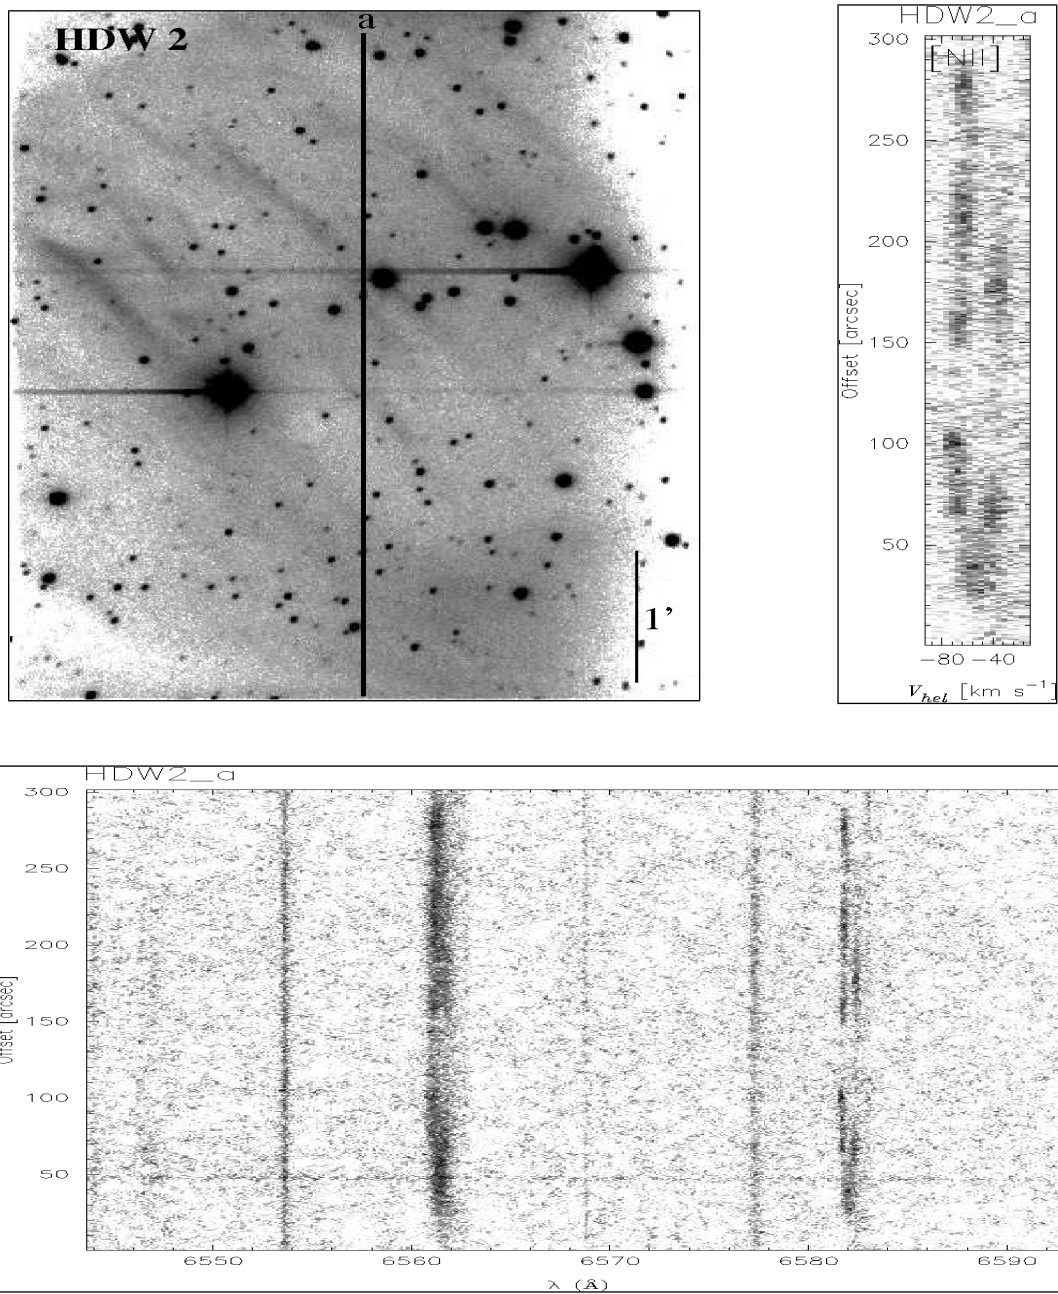 a
HDW 2
1’
HDW2_a
[NII]
300
250
200
150
100
50
Offset [arcsec]
−80 −40
V_hel [km s⁻¹]
HDW2_a
300
250
200
150
100
50
Offset [arcsec]
6550 6560 6570 6580 6590
λ (Å)